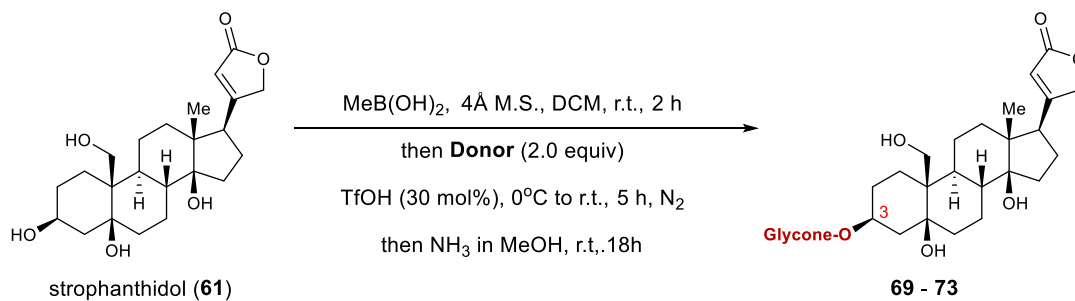 O
O
Me
HO
H
H
OH
HO
OH
strophanthidol (61)
MeB(OH)₂, 4Å M.S., DCM, r.t., 2 h
then Donor (2.0 equiv)
TfOH (30 mol%), 0°C to r.t., 5 h, N₂
then NH₃ in MeOH, r.t,.18h
O
O
Me
HO
H
H
OH
3
Glycone-O
OH
69 - 73